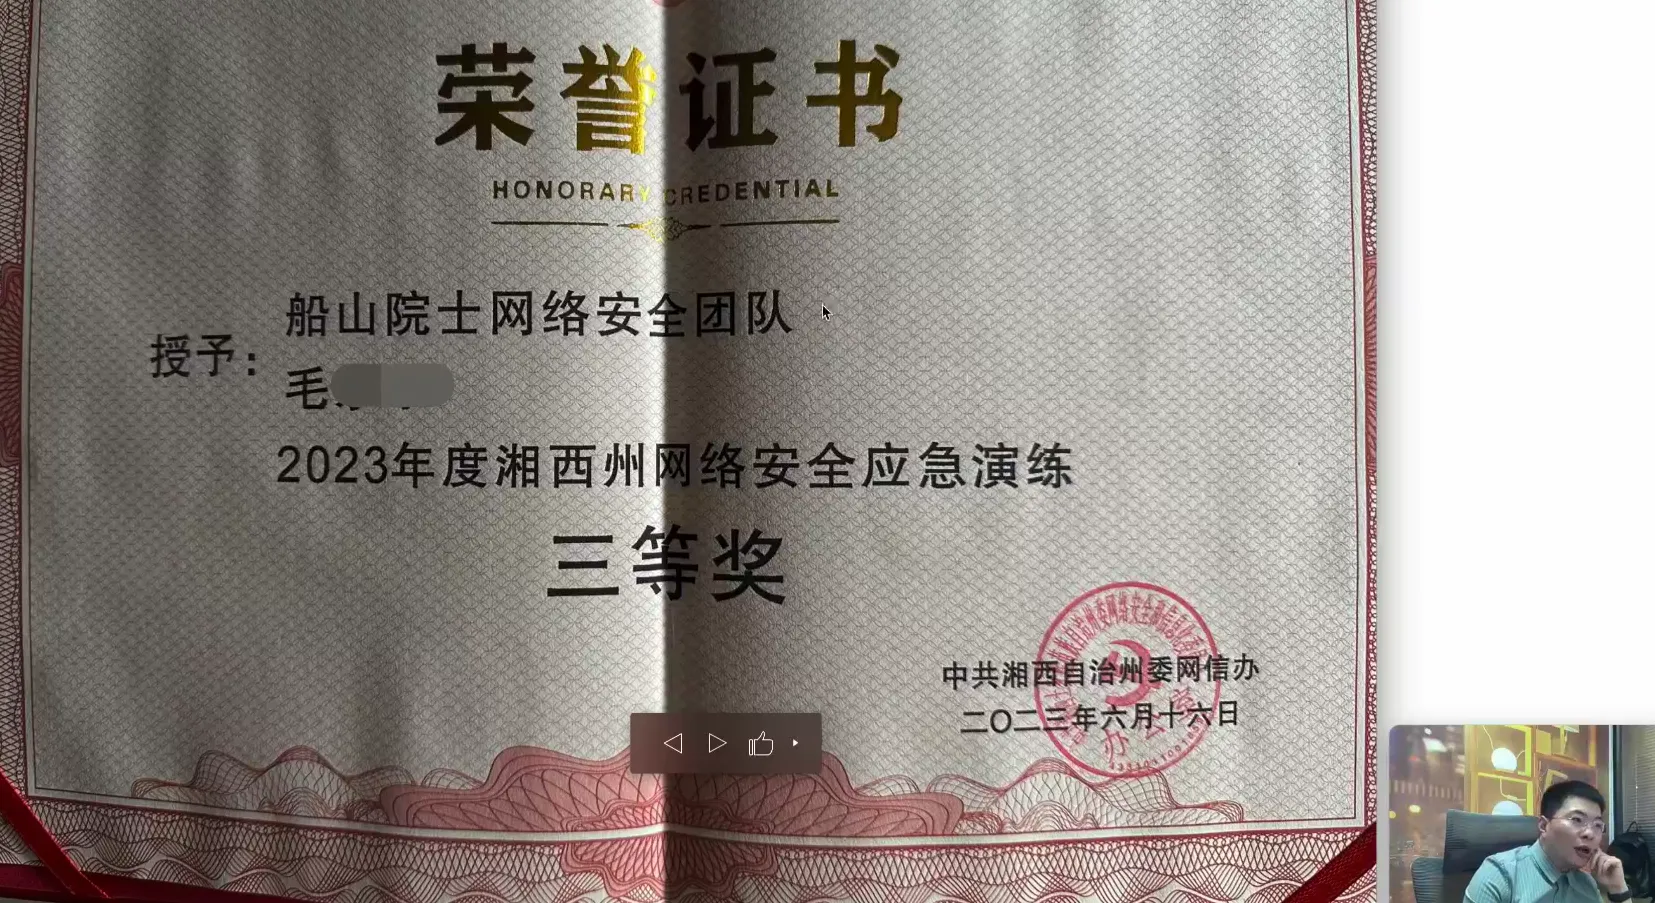 荣誉证书
HONORARY CREDENTIAL
授予：
船山院士网络安全团队
毛
2023年度湘西州网络安全应急演练
三等奖
中共湘西自治州委网信办
二〇二三年六月十六日
办公室